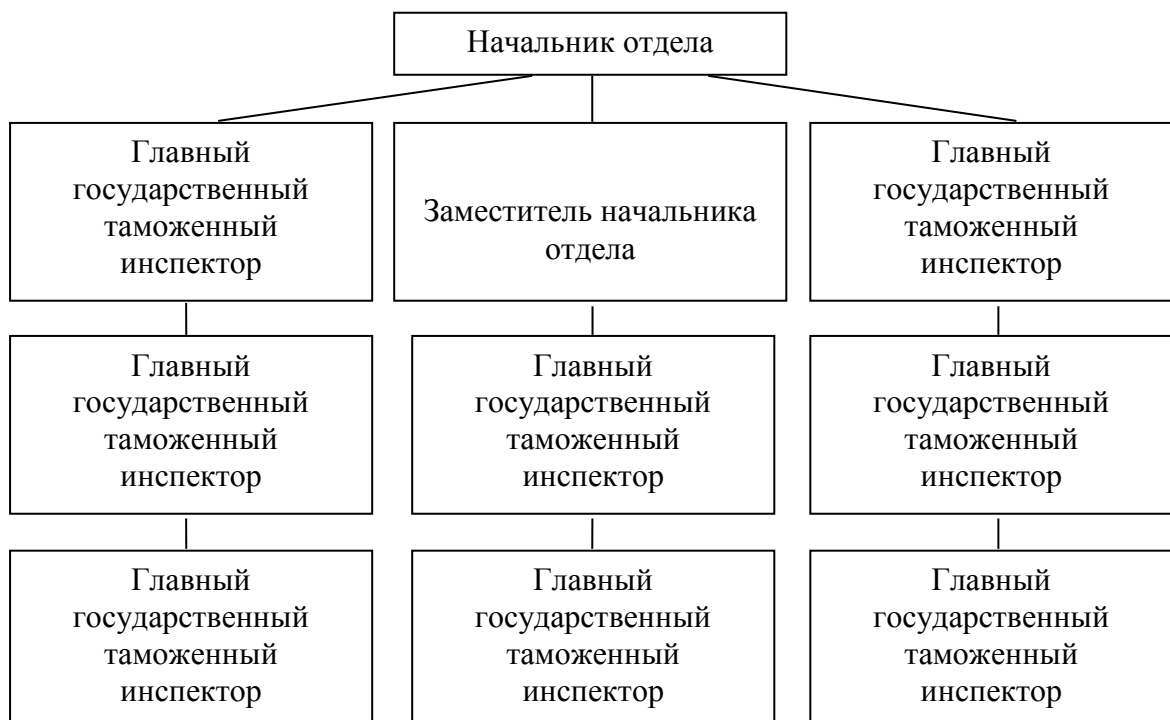 Начальник отдела
Главный
государственный
таможенный
инспектор
Заместитель начальника
отдела
Главный
государственный
таможенный
инспектор
Главный
государственный
таможенный
инспектор
Главный
государственный
таможенный
инспектор
Главный
государственный
таможенный
инспектор
Главный
государственный
таможенный
инспектор
Главный
государственный
таможенный
инспектор
Главный
государственный
таможенный
инспектор